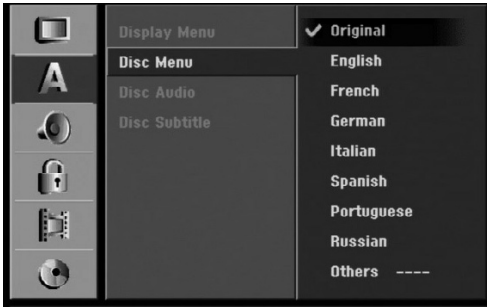 A
Display Menu
Disc Menu
Disc Audio
Disc Subtitle
Original
English
French
German
Italian
Spanish
Portuguese
Russian
Others ----